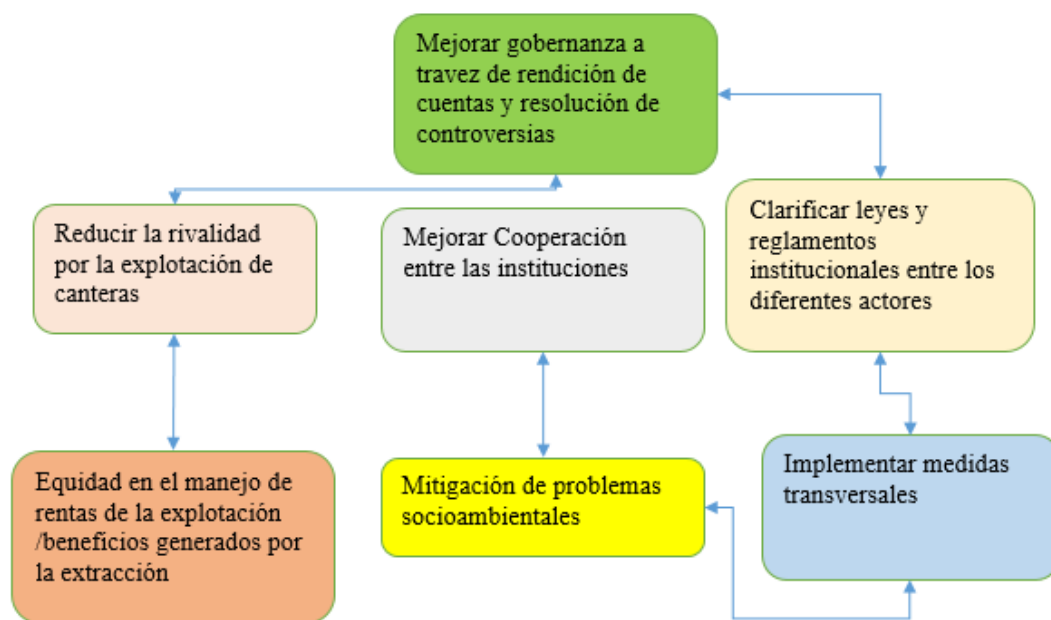 Mejorar gobernanza a
travez de rendición de
cuentas y resolución de
controversias
Reducir la rivalidad
por la explotación de
canteras
Mejorar Cooperación
entre las instituciones
Clarificar leyes y
reglamentos
institucionales entre los
diferentes actores
Equidad en el manejo de
rentas de la explotación
/beneficios generados por
la extracción
Mitigación de problemas
socioambientales
Implementar medidas
transversales